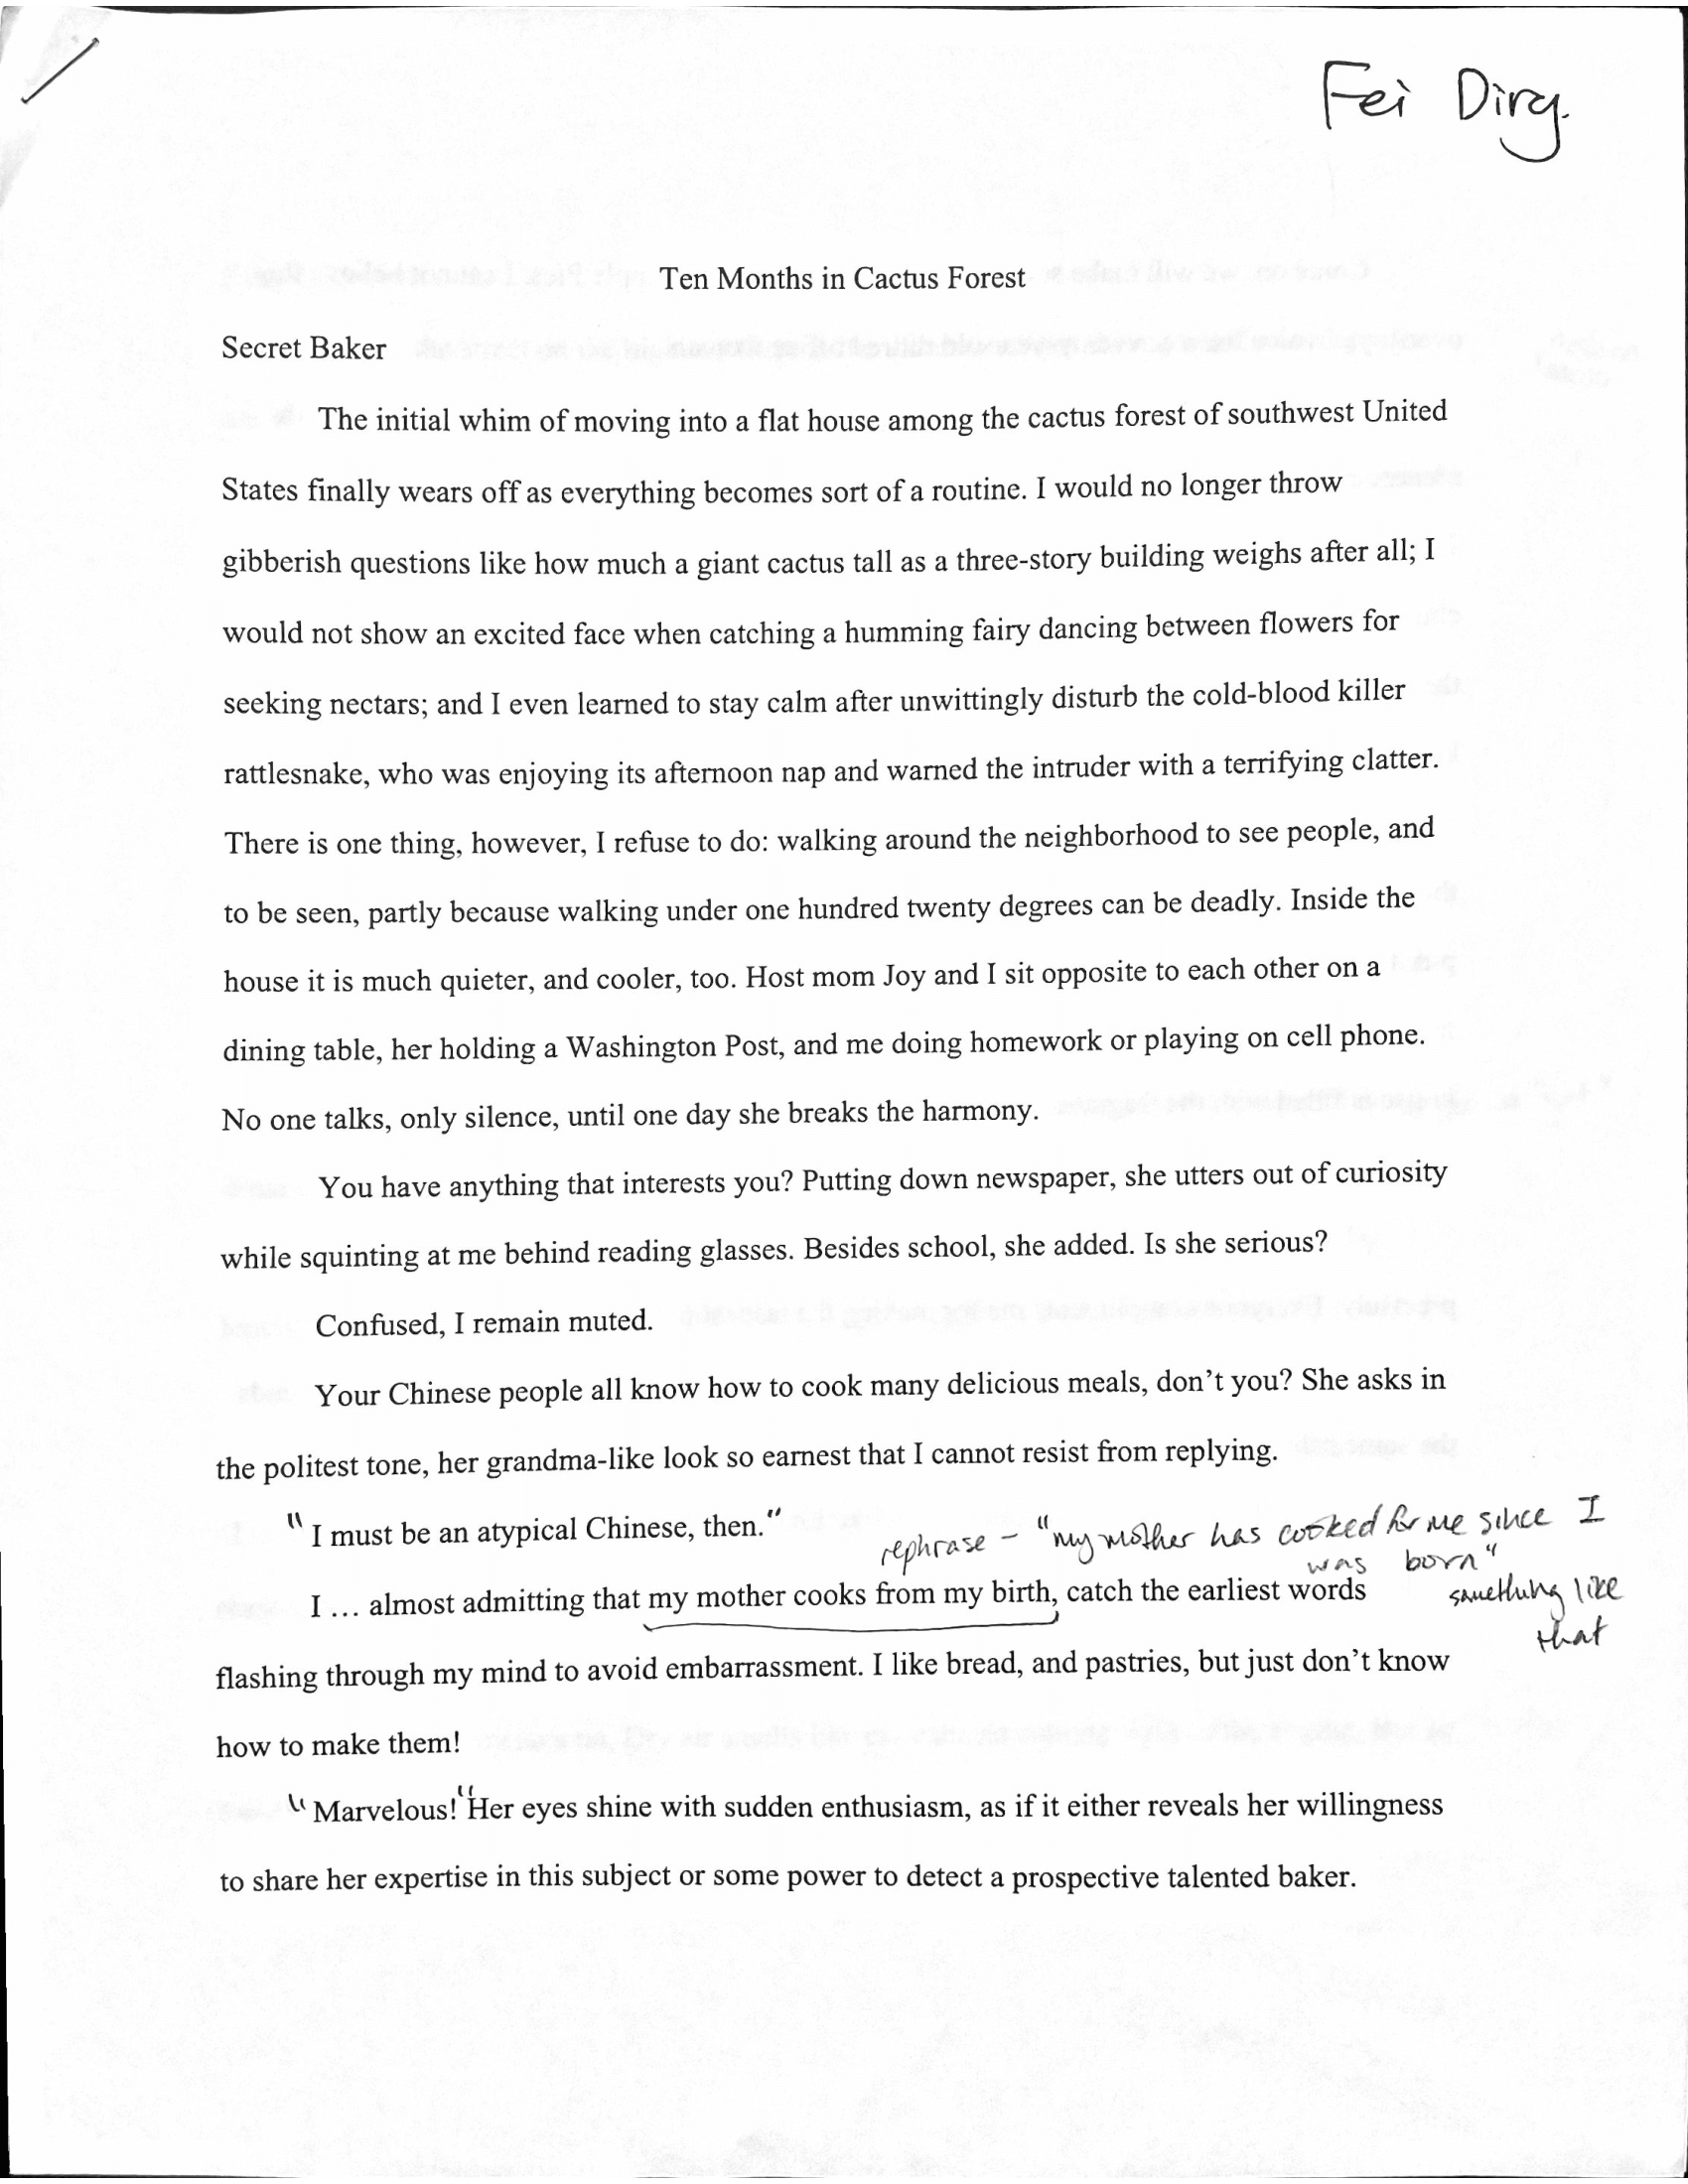 Fei Ding.
Ten Months in Cactus Forest
Secret Baker
The initial whim of moving into a flat house among the cactus forest of southwest United
States finally wears off as everything becomes sort of a routine. I would no longer throw
gibberish questions like how much a giant cactus tall as a three-story building weighs after all; I
would not show an excited face when catching a humming fairy dancing between flowers for
seeking nectars; and I even learned to stay calm after unwittingly disturb the cold-blood killer
rattlesnake, who was enjoying its afternoon nap and warned the intruder with a terrifying clatter.
There is one thing, however, I refuse to do: walking around the neighborhood to see people, and
to be seen, partly because walking under one hundred twenty degrees can be deadly. Inside the
house it is much quieter, and cooler, too. Host mom Joy and I sit opposite to each other on a
dining table, her holding a Washington Post, and me doing homework or playing on cell phone.
No one talks, only silence, until one day she breaks the harmony.
You have anything that interests you? Putting down newspaper, she utters out of curiosity
while squinting at me behind reading glasses. Besides school, she added. Is she serious?
Confused, I remain muted.
Your Chinese people all know how to cook many delicious meals, don't you? She asks in
the politest tone, her grandma-like look so earnest that I cannot resist from replying.
"I must be an atypical Chinese, then."
rephrase - "my mother has cooked for me since I
was born"
something like
that
I … almost admitting that my mother cooks from my birth, catch the earliest words
flashing through my mind to avoid embarrassment. I like bread, and pastries, but just don't know
how to make them!
"Marvelous!" Her eyes shine with sudden enthusiasm, as if it either reveals her willingness
to share her expertise in this subject or some power to detect a prospective talented baker.